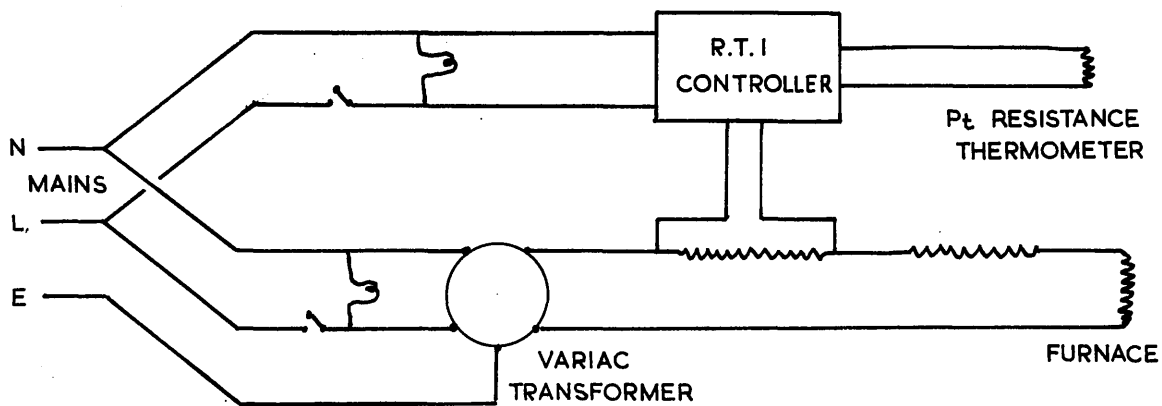 R.T.I
CONTROLLER
Pt RESISTANCE
THERMOMETER
N
MAINS
L,
E
VARIAC
TRANSFORMER
FURNACE